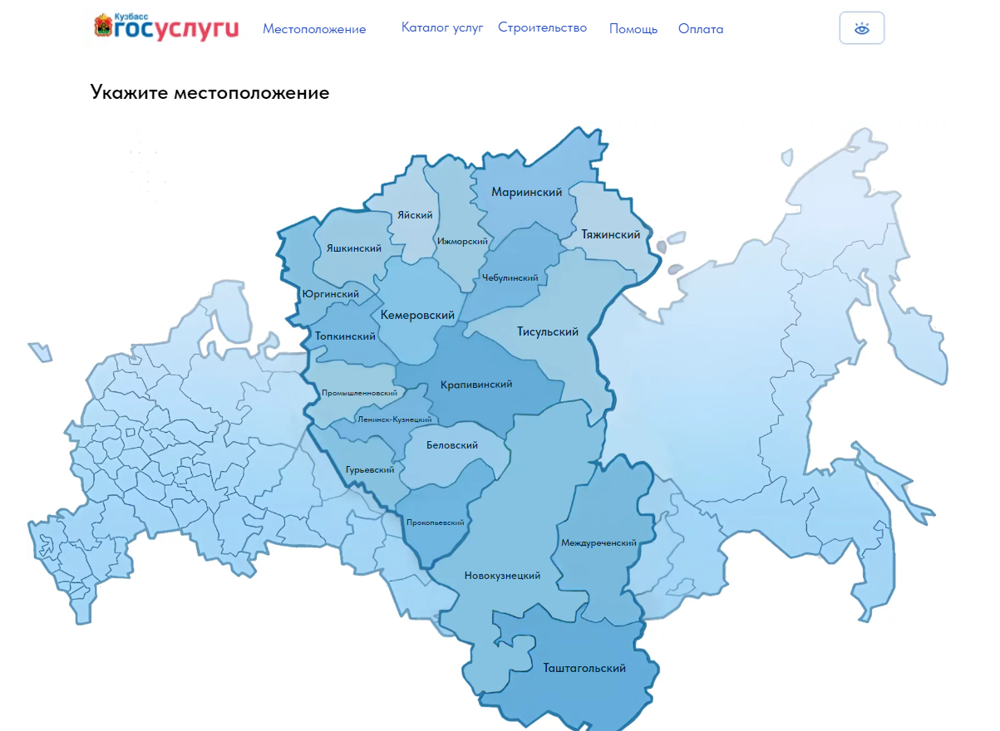 Кузбасс
госуслуги
Местоположение
Каталог услуг
Строительство
Помощь
Оплата
Укажите местоположение
Мариинский
Яйский
Тяжинский
Ижморский
Яшкинский
Чебулинский
Юргинский
Кемеровский
Тисульский
Топкинский
Крапивинский
Промышленновский
Ленинск-Кузнецкий
Беловский
Гурьевский
Прокопьевский
Междуреченский
Новокузнецкий
Таштагольский